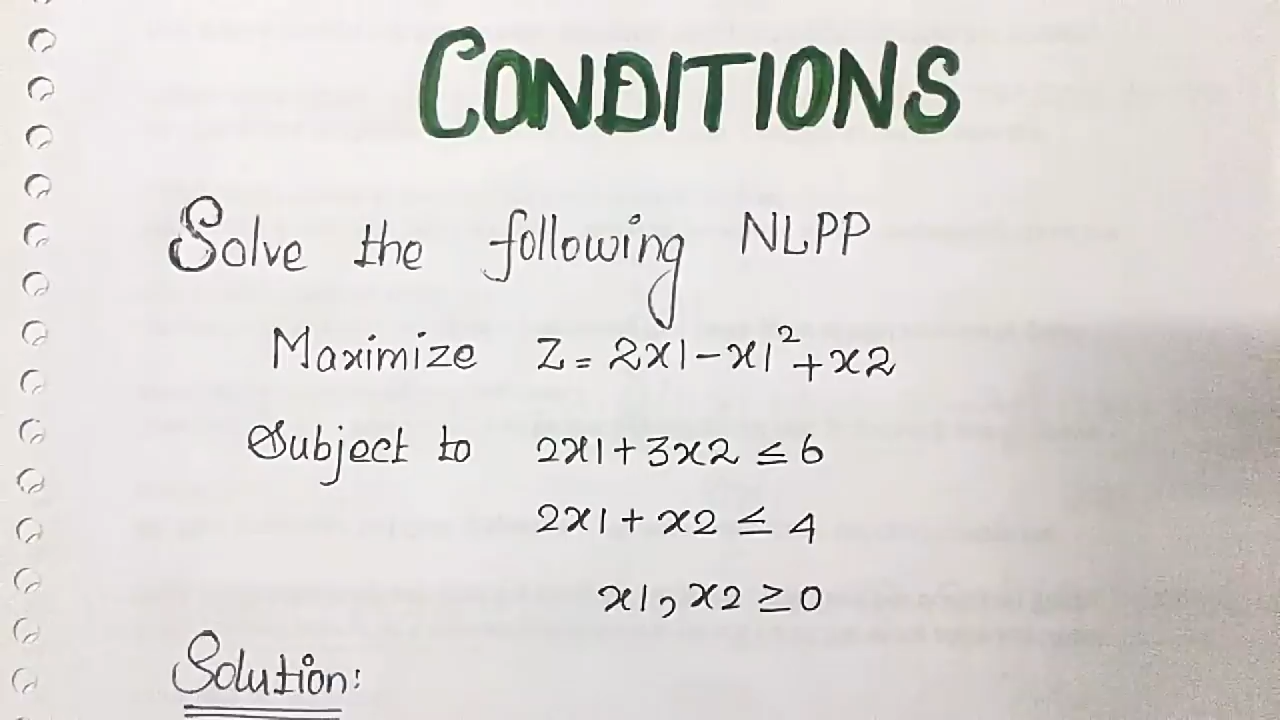 CONDITIONS
Solve the following NLPP
Maximize Z = 2x1 - x1² + x2
Subject to 2x1 + 3x2 ≤ 6
2x1 + x2 ≤ 4
x1, x2 ≥ 0
Solution: